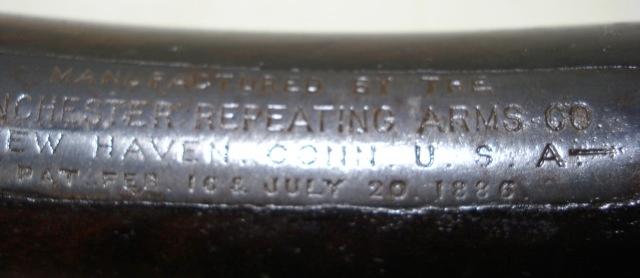 MANUFACTURED BY THE
NCHESTER REPEATING ARMS CO.
EW HAVEN. CONN. U. S. A
PAT. FEB. 16 & JULY 20. 1886